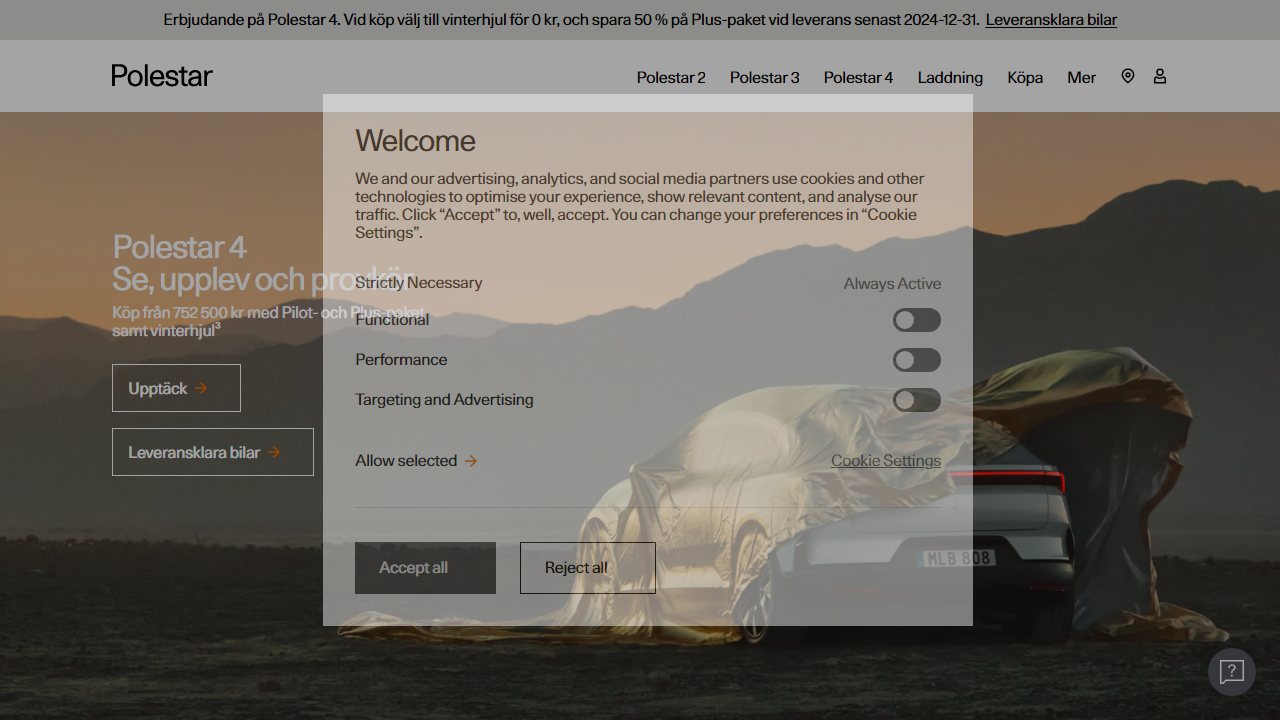 Erbjudande på Polestar 4. Vid köp välj till vinterhjul för 0 kr, och spara 50 % på Plus-paket vid leverans senast 2024-12-31. Leveransklara bilar
Polestar
Polestar 2
Polestar 3
Polestar 4
Laddning
Köpa
Mer
Polestar 4
Se, upplev och provkör
Köp från 752 500 kr med Pilot- och Plus-paket
samt vinterhjul³
Upptäck
Leveransklara bilar
Welcome
We and our advertising, analytics, and social media partners use cookies and other
technologies to optimise your experience, show relevant content, and analyse our
traffic. Click “Accept” to, well, accept. You can change your preferences in “Cookie
Settings”.
Strictly Necessary
Always Active
Functional
Performance
Targeting and Advertising
Allow selected
Cookie Settings
Accept all
Reject all
MLB 808